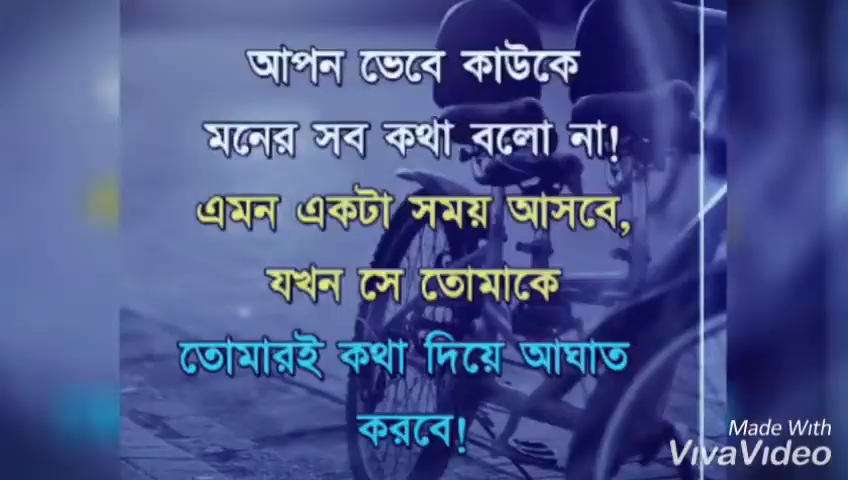 আপন ভেবে কাউকে
মনের সব কথা বলো না!
এমন একটা সময় আসবে,
যখন সে তোমাকে
তোমারই কথা দিয়ে আঘাত
করবে!
Made With
VivaVideo